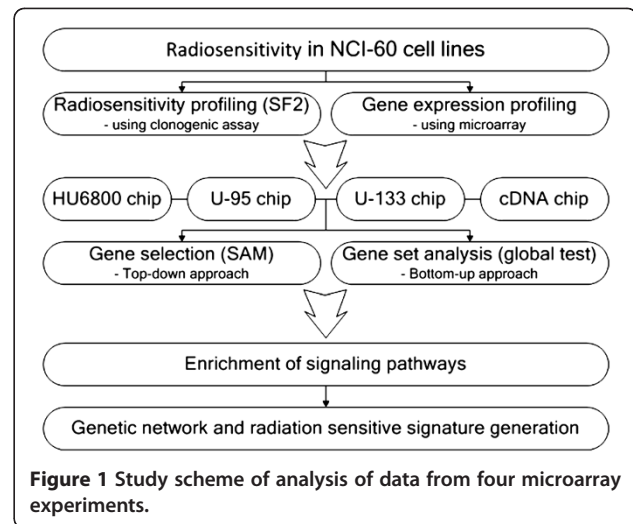 Radiosensitivity in NCI-60 cell lines
Radiosensitivity profiling (SF2)
- using clonogenic assay
Gene expression profiling
- using microarray
HU6800 chip
U-95 chip
U-133 chip
cDNA chip
Gene selection (SAM)
- Top-down approach
Gene set analysis (global test)
- Bottom-up approach
Enrichment of signaling pathways
Genetic network and radiation sensitive signature generation
Figure 1 Study scheme of analysis of data from four microarray
experiments.